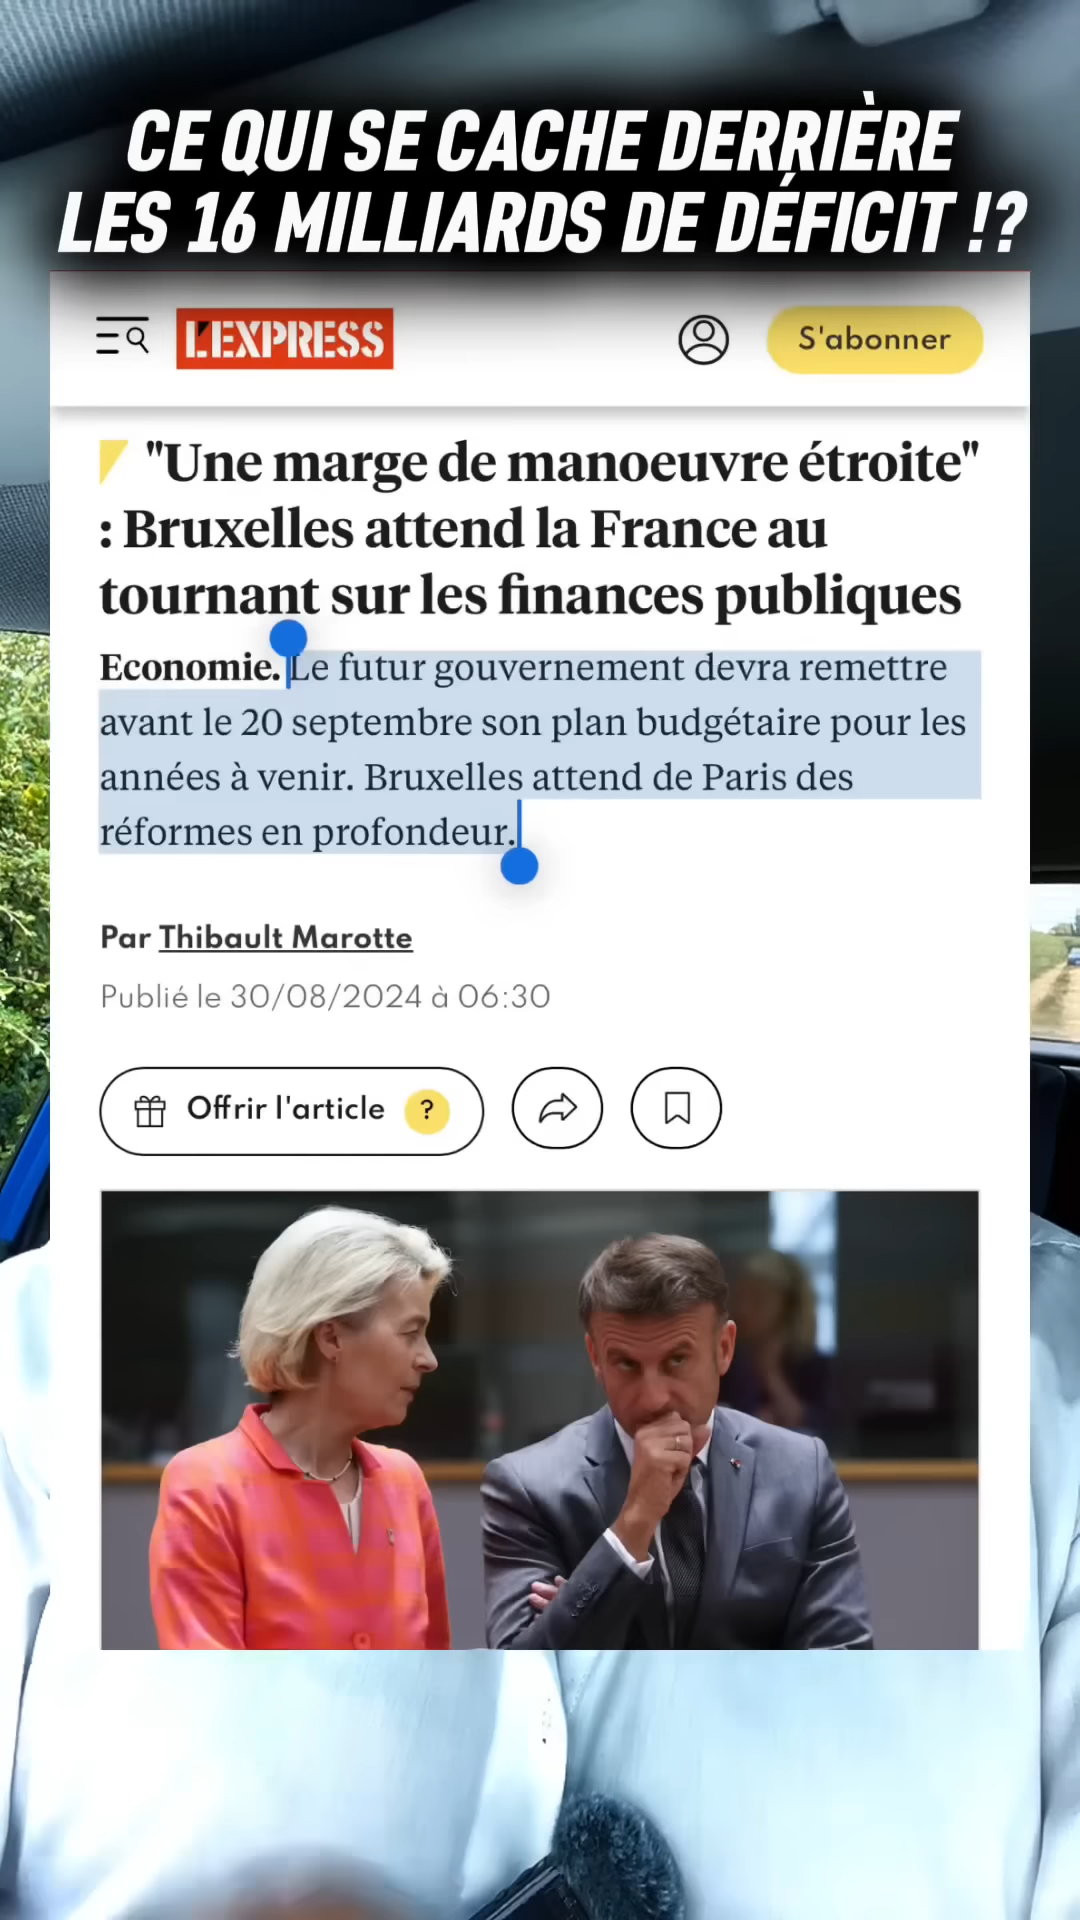 CE QUI SE CACHE DERRIÈRE
LES 16 MILLIARDS DE DÉFICIT !?
L'EXPRESS
S'abonner
"Une marge de manoeuvre étroite"
: Bruxelles attend la France au
tournant sur les finances publiques
Economie. Le futur gouvernement devra remettre
avant le 20 septembre son plan budgétaire pour les
années à venir. Bruxelles attend de Paris des
réformes en profondeur.
Par Thibault Marotte
Publié le 30/08/2024 à 06:30
Offrir l'article ?